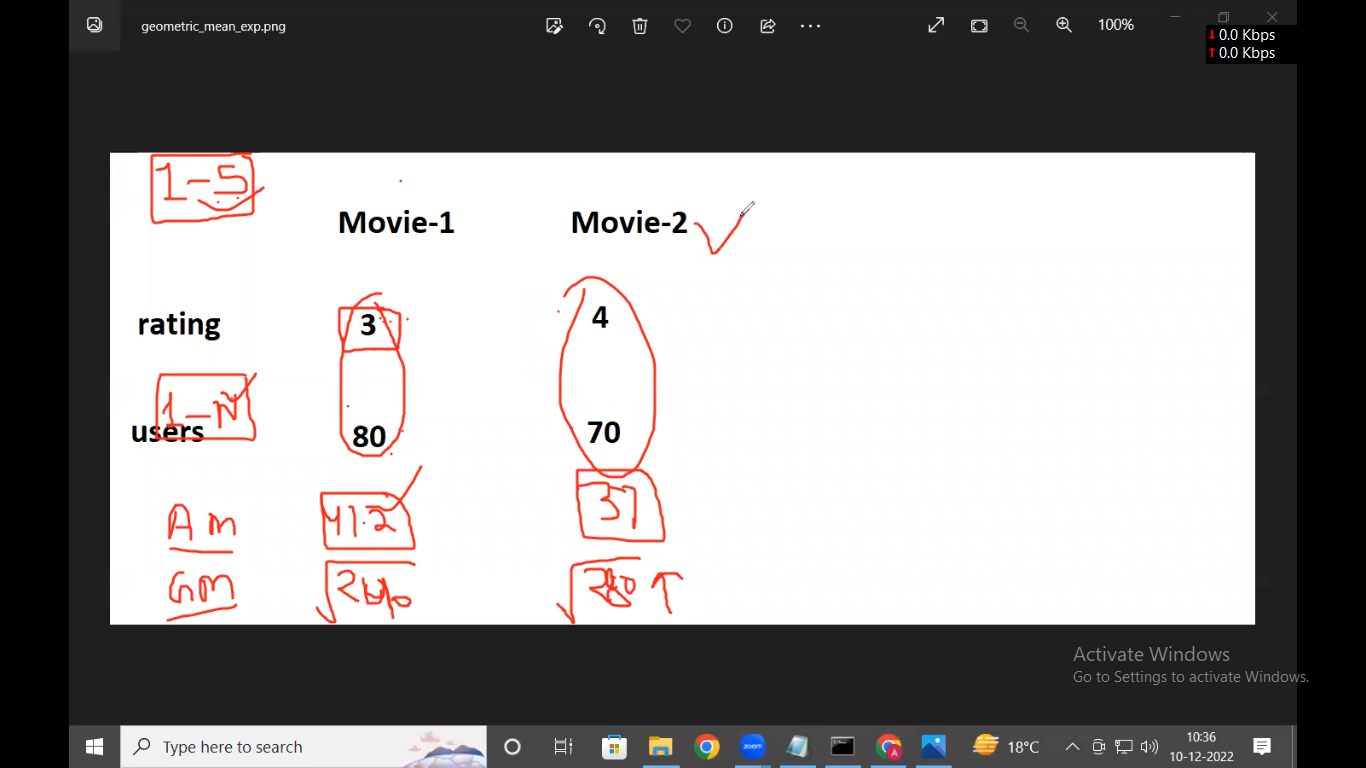 geometric_mean_exp.png
100%
↓ 0.0 Kbps
↑ 0.0 Kbps
1-5
Movie-1 Movie-2
rating 3 4
1-N
users 80 70
Am 41.2 37
GM √240 √280 ↑
Activate Windows
Go to Settings to activate Windows.
Type here to search
zoom
A
18°C
10:36
10-12-2022